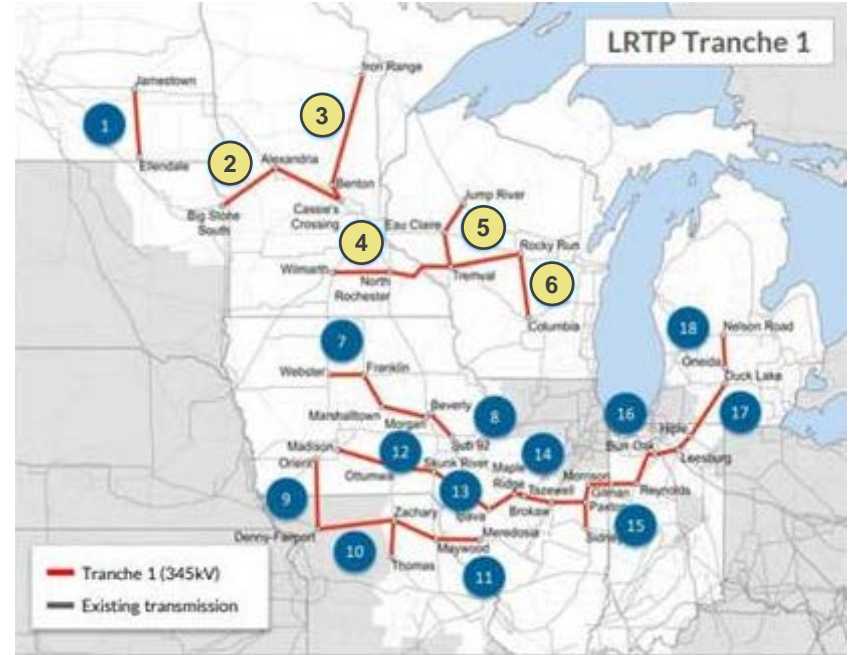 LRTP Tranche 1
Iron Range
Jamestown
3
1
2
Alexandria
Ellendale
Benton
Jump River
Big Stone
South
Cassie's
Crossing
Eau Claire
5
4
Rocky Run
Wilmarth
North
Rochester
Tremval
6
Columbia
18
Nelson Road
7
Oneida
Webster
Franklin
Duck Lake
Marshalltown
Beverly
Morgan
8
16
17
Hiple
Madison
12
Sub 92
14
Burr Oak
Leesburg
Orient
Skunk River
Maple
Ridge
Morrison
Ottumwa
13
Tazewell
Gilman
Reynolds
9
Ipava
Brokaw
Paxton
Zachary
15
Denny-Fairport
Meredosia
Sidney
10
Maywood
Thomas
11
Tranche 1 (345kV)
Existing transmission